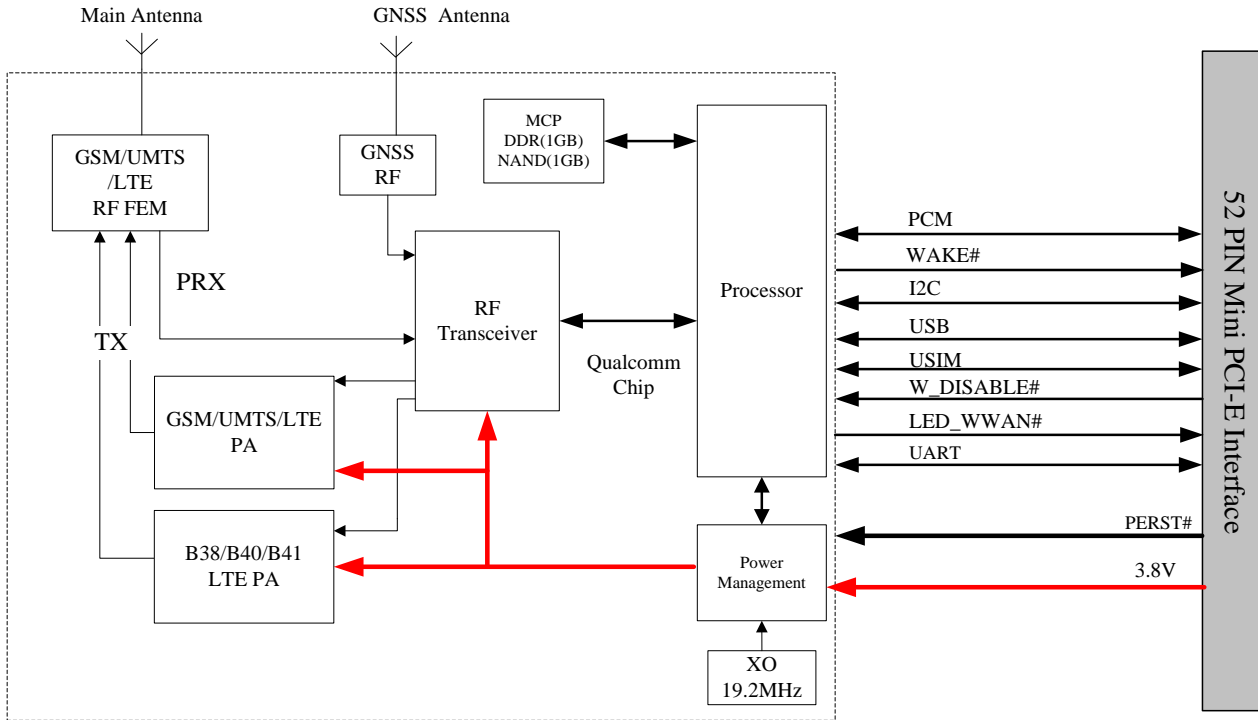 Main Antenna
GNSS Antenna
MCP
DDR(1GB)
NAND(1GB)
GSM/UMTS
/LTE
RF FEM
GNSS
RF
PRX
TX
RF
Transceiver
Processor
Qualcomm
Chip
GSM/UMTS/LTE
PA
B38/B40/B41
LTE PA
Power
Management
XO
19.2MHz
PCM
WAKE#
I2C
USB
USIM
W_DISABLE#
LED_WWAN#
UART
PERST#
3.8V
52 PIN Mini PCI-E Interface